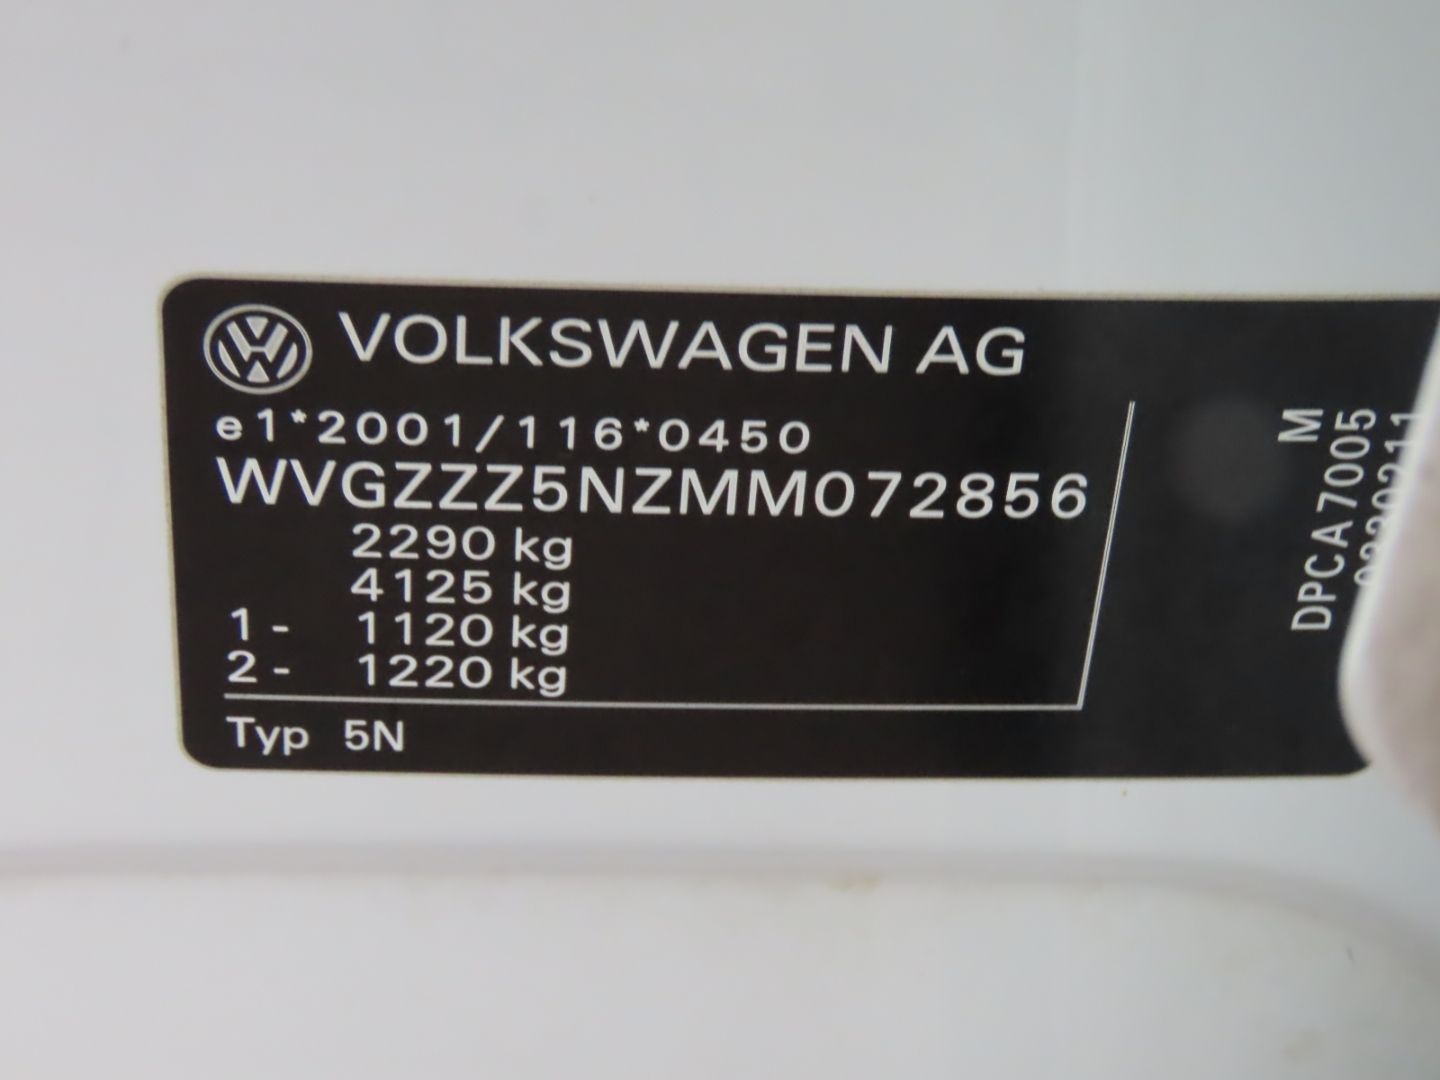 VOLKSWAGEN AG
e1*2001/116*0450
WVGZZZ5NZMM072856
2290 kg
4125 kg
1- 1120 kg
2- 1220 kg
Typ 5N
M
DPCA7005